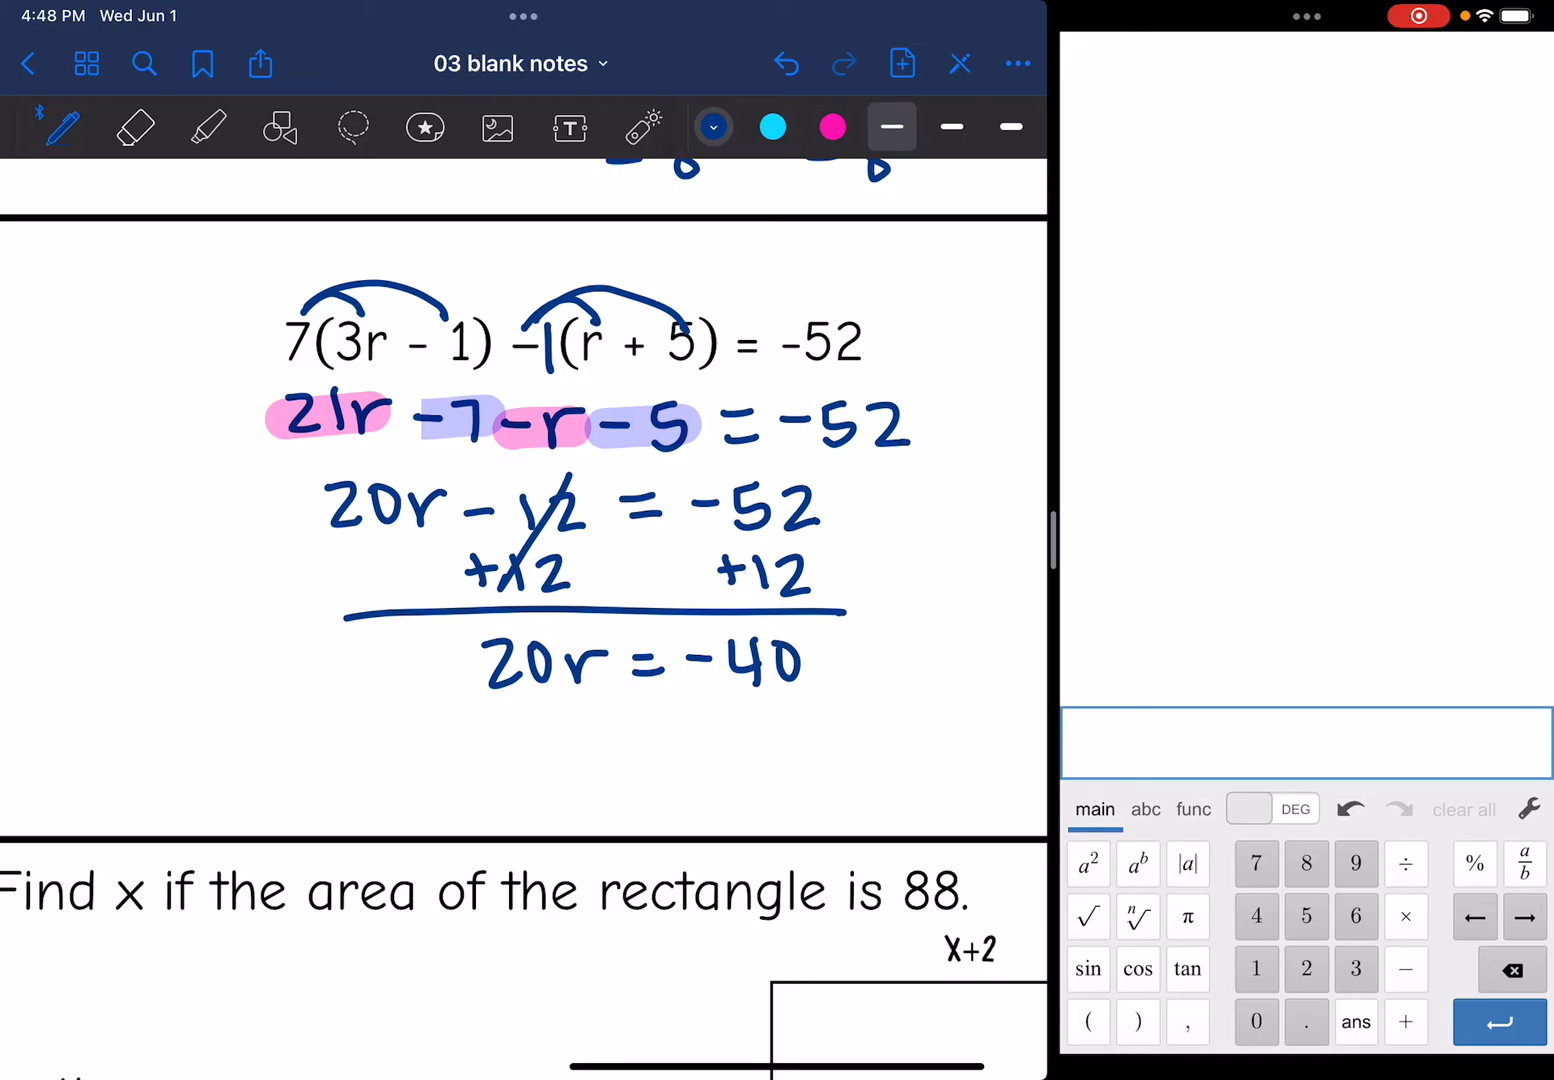 4:48 PM Wed Jun 1
03 blank notes
T
7(3r - 1) -1(r + 5) = -52
21r -7 -r -5 = -52
20r - 12 = -52
+12 +12
20r = -40
Find x if the area of the rectangle is 88.
x+2
main abc func DEG clear all
a² aᵇ |a| 7 8 9 ÷ % a/b
√ ⁿ√ π 4 5 6 × ← →
sin cos tan 1 2 3 −
( ) , 0 . ans +